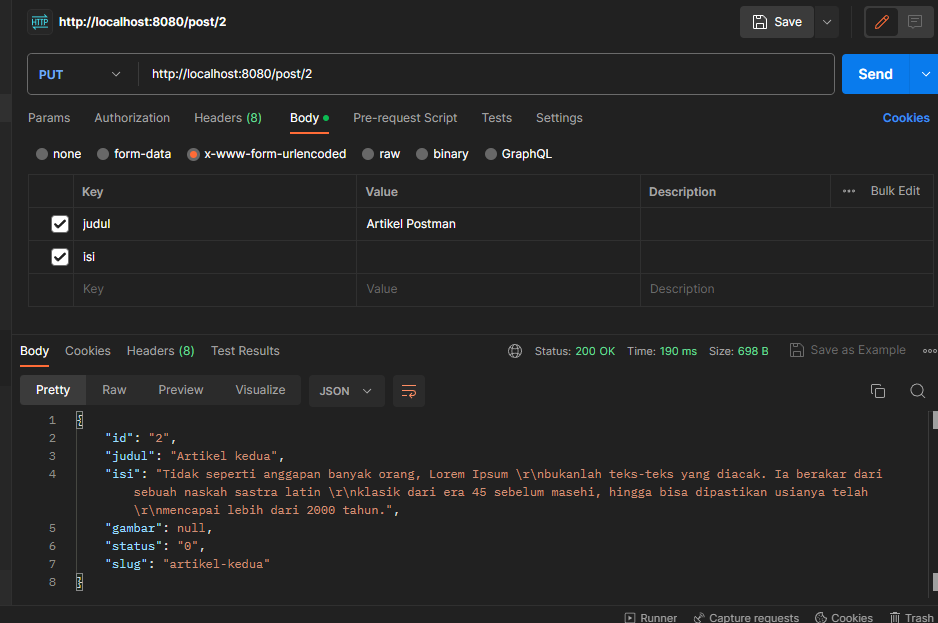 HTTP http://localhost:8080/post/2 Save
PUT http://localhost:8080/post/2 Send
Params Authorization Headers (8) Body Pre-request Script Tests Settings Cookies
none form-data x-www-form-urlencoded raw binary GraphQL
Key Value Description ••• Bulk Edit
judul Artikel Postman
isi
Key Value Description
Body Cookies Headers (8) Test Results Status: 200 OK Time: 190 ms Size: 698 B Save as Example
Pretty Raw Preview Visualize JSON
1 {
2 "id": "2",
3 "judul": "Artikel kedua",
4 "isi": "Tidak seperti anggapan banyak orang, Lorem Ipsum \r\nbukanlah teks-teks yang diacak. Ia berakar dari
sebuah naskah sastra latin \r\nklasik dari era 45 sebelum masehi, hingga bisa dipastikan usianya telah
\r\nmencapai lebih dari 2000 tahun.",
5 "gambar": null,
6 "status": "0",
7 "slug": "artikel-kedua"
8 }
Runner Capture requests Cookies Trash